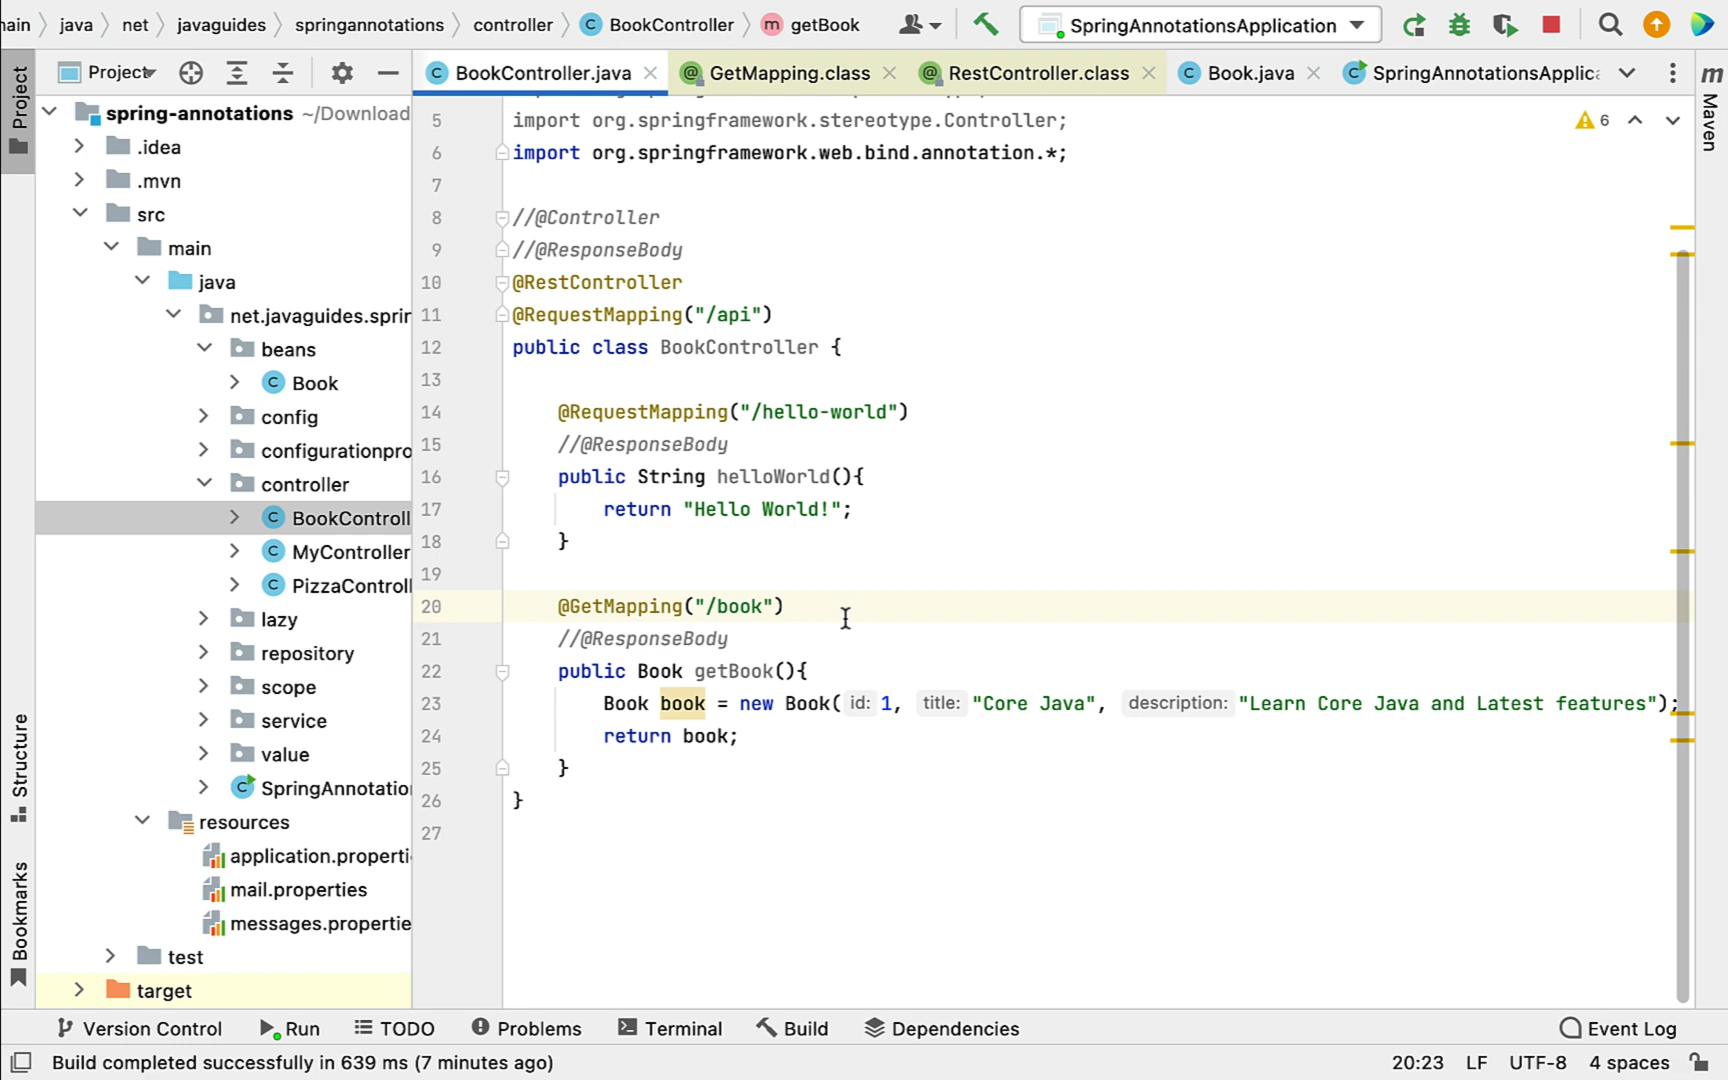 nain java net javaguides springannotations controller BookController getBook SpringAnnotationsApplication
Project BookController.java GetMapping.class RestController.class Book.java SpringAnnotationsApplic
Project
Structure
Bookmarks
m Maven
spring-annotations ~/Download
.idea
.mvn
src
main
java
net.javaguides.sprin
beans
Book
config
configurationpro
controller
BookControll
MyController
PizzaControll
lazy
repository
scope
service
value
SpringAnnotatio
resources
application.properti
mail.properties
messages.propertie
test
target
6
5 import org.springframework.stereotype.Controller;
6 import org.springframework.web.bind.annotation.*;
7
8 //@Controller
9 //@ResponseBody
10 @RestController
11 @RequestMapping("/api")
12 public class BookController {
13
14 @RequestMapping("/hello-world")
15 //@ResponseBody
16 public String helloWorld(){
17 return "Hello World!";
18 }
19
20 @GetMapping("/book")
21 //@ResponseBody
22 public Book getBook(){
23 Book book = new Book( id: 1, title: "Core Java", description: "Learn Core Java and Latest features");
24 return book;
25 }
26 }
27
Version Control Run TODO Problems Terminal Build Dependencies Event Log
Build completed successfully in 639 ms (7 minutes ago) 20:23 LF UTF-8 4 spaces